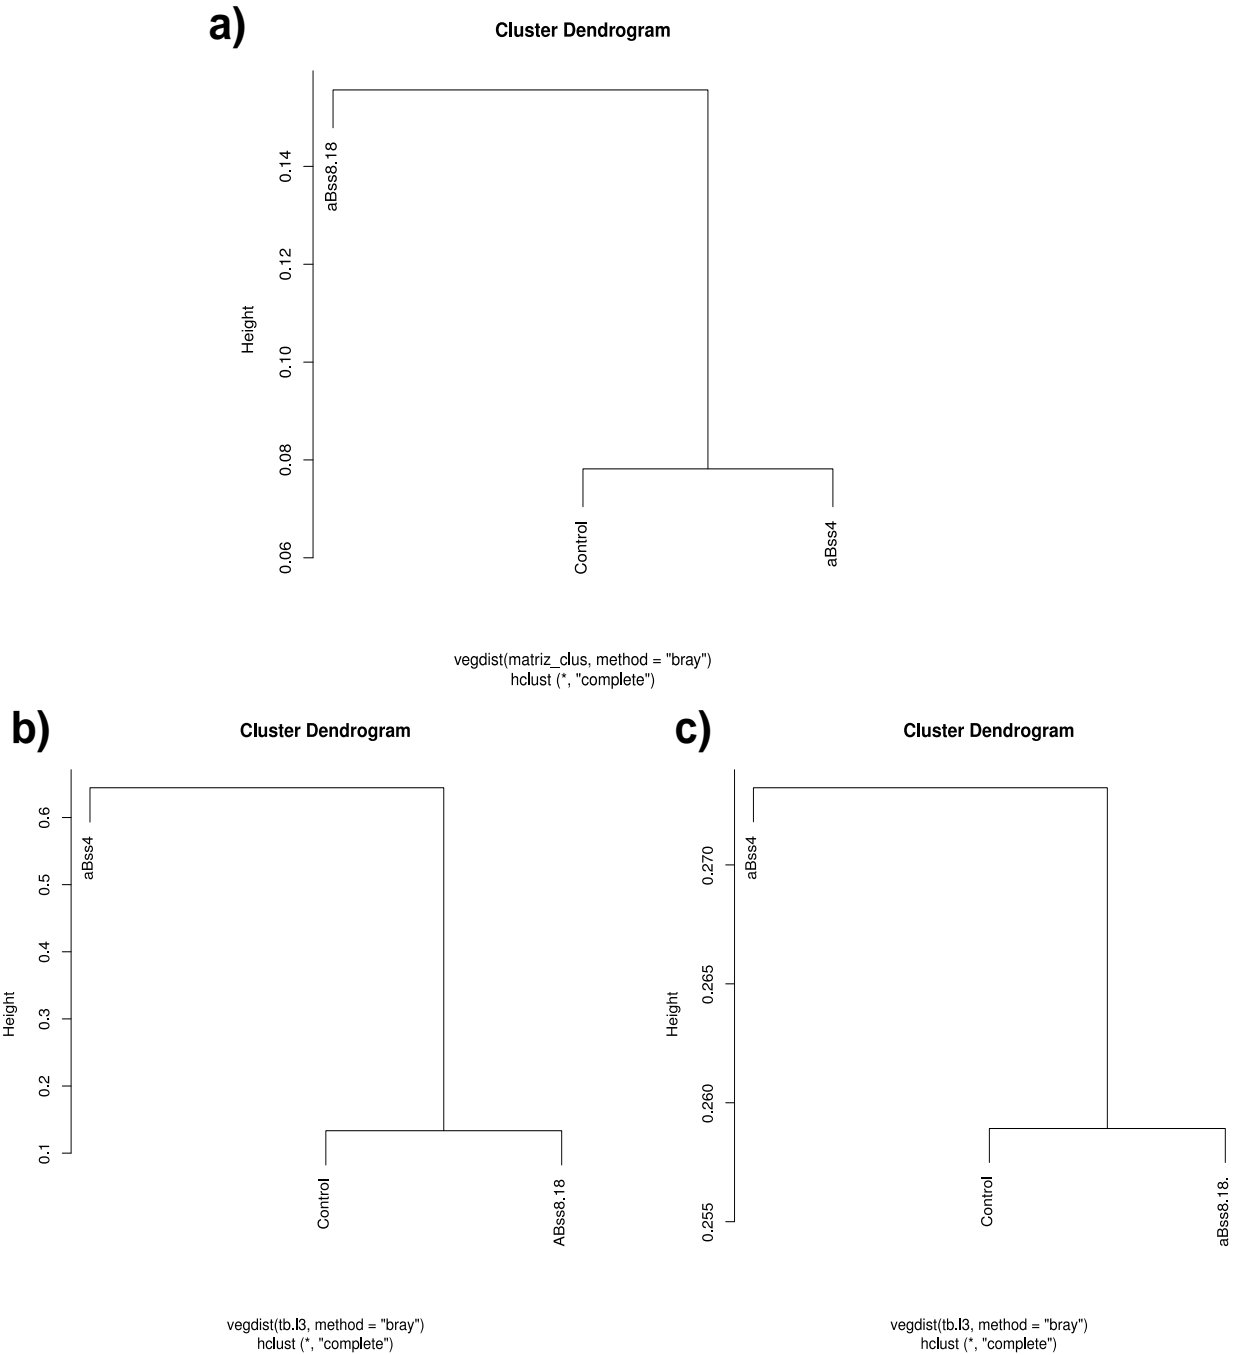 a)
Cluster Dendrogram
Height
0.06
0.08
0.10
0.12
0.14
aBss8.18
Control
aBss4
vegdist(matriz_clus, method = "bray")
hclust (*, "complete")
b)
Cluster Dendrogram
Height
0.1
0.2
0.3
0.4
0.5
0.6
aBss4
Control
ABss8.18
vegdist(tb.l3, method = "bray")
hclust (*, "complete")
c)
Cluster Dendrogram
Height
0.255
0.260
0.265
0.270
aBss4
Control
aBss8.18.
vegdist(tb.l3, method = "bray")
hclust (*, "complete")